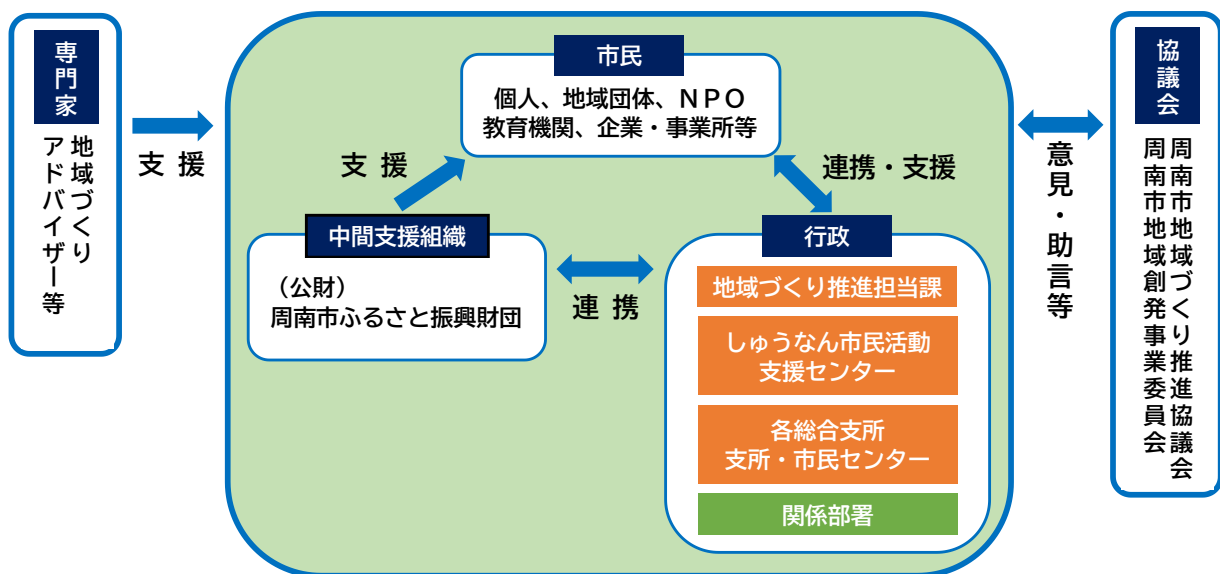 専門家
地域づくり
アドバイザー等
支援
市民
個人、地域団体、ＮＰＯ
教育機関、企業・事業所等
支援
連携・支援
中間支援組織
（公財）
周南市ふるさと振興財団
連携
行政
地域づくり推進担当課
しゅうなん市民活動
支援センター
各総合支所
支所・市民センター
関係部署
意見・助言等
協議会
周南市地域づくり推進協議会
周南市地域創発事業委員会